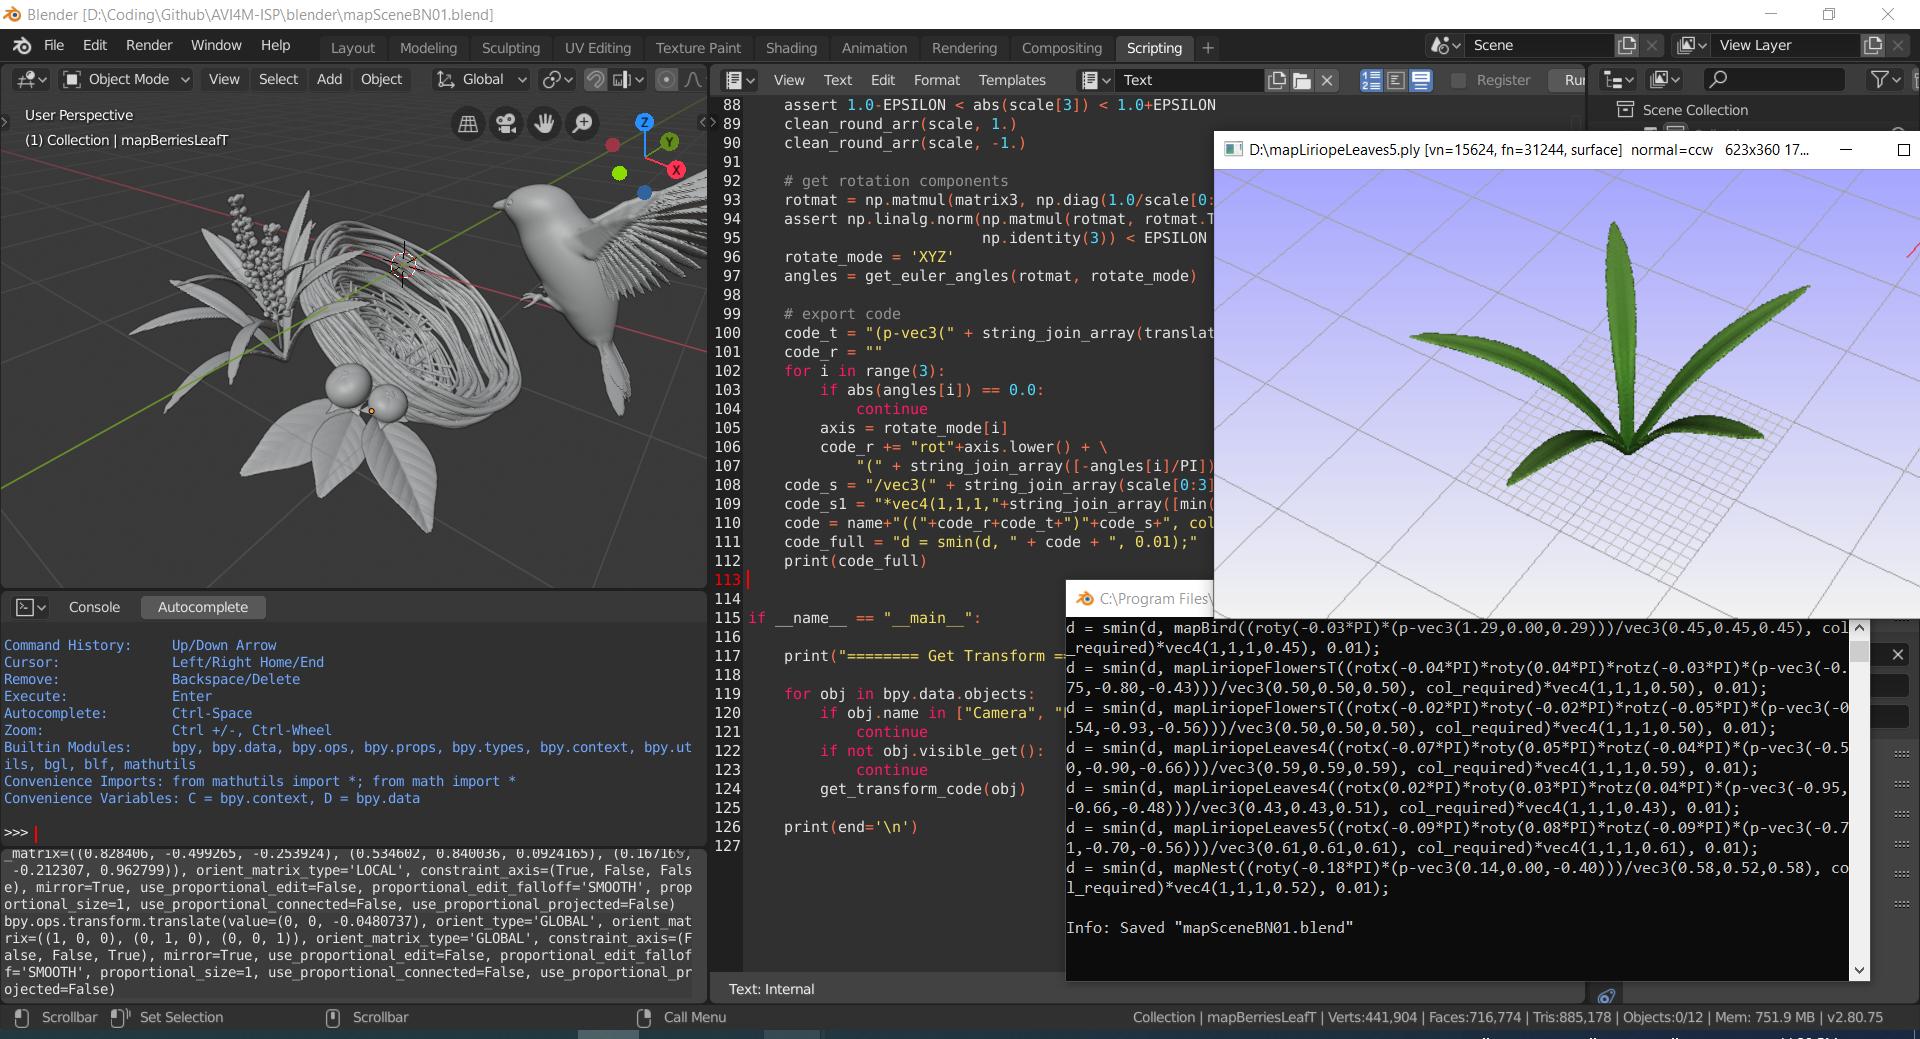 Blender [D:\Coding\Github\AVI4M-ISP\blender\mapSceneBN01.blend]
File Edit Render Window Help Layout Modeling Sculpting UV Editing Texture Paint Shading Animation Rendering Compositing Scripting + Scene View Layer
Object Mode View Select Add Object Global View Text Edit Format Templates Text Register Rur
User Perspective
(1) Collection | mapBerriesLeafT
Z
Y
X
88 assert 1.0-EPSILON < abs(scale[3]) < 1.0+EPSILON
89 clean_round_arr(scale, 1.)
90 clean_round_arr(scale, -1.)
91
92 # get rotation components
93 rotmat = np.matmul(matrix3, np.diag(1.0/scale[0:
94 assert np.linalg.norm(np.matmul(rotmat, rotmat.T
95 np.identity(3)) < EPSILON
96 rotate_mode = 'XYZ'
97 angles = get_euler_angles(rotmat, rotate_mode)
98
99 # export code
100 code_t = "(p-vec3(" + string_join_array(translat
101 code_r = ""
102 for i in range(3):
103 if abs(angles[i]) == 0.0:
104 continue
105 axis = rotate_mode[i]
106 code_r += "rot"+axis.lower() + \
107 "(" + string_join_array([-angles[i]/PI])
108 code_s = "/vec3(" + string_join_array(scale[0:3]
109 code_s1 = "*vec4(1,1,1,"+string_join_array([min(
110 code = name+"(("+code_r+code_t+")"+code_s+", col
111 code_full = "d = smin(d, " + code + ", 0.01);"
112 print(code_full)
113
114
115 if __name__ == "__main__":
116
117 print("======== Get Transform ==
118
119 for obj in bpy.data.objects:
120 if obj.name in ["Camera", "
121 continue
122 if not obj.visible_get():
123 continue
124 get_transform_code(obj)
125
126 print(end='\n')
127
Text: Internal
Scene Collection
D:\mapLiriopeLeaves5.ply [vn=15624, fn=31244, surface] normal=ccw 623x360 17...
C:\Program Files\
d = smin(d, mapBird((roty(-0.03*PI)*(p-vec3(1.29,0.00,0.29)))/vec3(0.45,0.45,0.45), col
_required)*vec4(1,1,1,0.45), 0.01);
d = smin(d, mapLiriopeFlowersT((rotx(-0.04*PI)*roty(0.04*PI)*rotz(-0.03*PI)*(p-vec3(-0.
75,-0.80,-0.43)))/vec3(0.50,0.50,0.50), col_required)*vec4(1,1,1,0.50), 0.01);
d = smin(d, mapLiriopeFlowersT((rotx(-0.02*PI)*roty(-0.02*PI)*rotz(-0.05*PI)*(p-vec3(-0
.54,-0.93,-0.56)))/vec3(0.50,0.50,0.50), col_required)*vec4(1,1,1,0.50), 0.01);
d = smin(d, mapLiriopeLeaves4((rotx(-0.07*PI)*roty(0.05*PI)*rotz(-0.04*PI)*(p-vec3(-0.5
0,-0.90,-0.66)))/vec3(0.59,0.59,0.59), col_required)*vec4(1,1,1,0.59), 0.01);
d = smin(d, mapLiriopeLeaves4((rotx(0.02*PI)*roty(0.03*PI)*rotz(0.04*PI)*(p-vec3(-0.95,
-0.66,-0.48)))/vec3(0.43,0.43,0.51), col_required)*vec4(1,1,1,0.43), 0.01);
d = smin(d, mapLiriopeLeaves5((rotx(-0.09*PI)*roty(0.08*PI)*rotz(-0.09*PI)*(p-vec3(-0.7
1,-0.70,-0.56)))/vec3(0.61,0.61,0.61), col_required)*vec4(1,1,1,0.61), 0.01);
d = smin(d, mapNest((roty(-0.18*PI)*(p-vec3(0.14,0.00,-0.40)))/vec3(0.58,0.52,0.58), co
l_required)*vec4(1,1,1,0.52), 0.01);
Info: Saved "mapSceneBN01.blend"
Console Autocomplete
Command History: Up/Down Arrow
Cursor: Left/Right Home/End
Remove: Backspace/Delete
Execute: Enter
Autocomplete: Ctrl-Space
Zoom: Ctrl +/-, Ctrl-Wheel
Builtin Modules: bpy, bpy.data, bpy.ops, bpy.props, bpy.types, bpy.context, bpy.ut
ils, bgl, blf, mathutils
Convenience Imports: from mathutils import *; from math import *
Convenience Variables: C = bpy.context, D = bpy.data
>>>
_matrix=((0.828406, -0.499265, -0.253924), (0.534602, 0.840036, 0.0924165), (0.167169,
-0.212307, 0.962799)), orient_matrix_type='LOCAL', constraint_axis=(True, False, Fals
e), mirror=True, use_proportional_edit=False, proportional_edit_falloff='SMOOTH', prop
ortional_size=1, use_proportional_connected=False, use_proportional_projected=False)
bpy.ops.transform.translate(value=(0, 0, -0.0480737), orient_type='GLOBAL', orient_mat
rix=((1, 0, 0), (0, 1, 0), (0, 0, 1)), orient_matrix_type='GLOBAL', constraint_axis=(F
alse, False, True), mirror=True, use_proportional_edit=False, proportional_edit_fallof
f='SMOOTH', proportional_size=1, use_proportional_connected=False, use_proportional_pr
ojected=False)
Scrollbar Set Selection Scrollbar Call Menu Collection | mapBerriesLeafT | Verts:441,904 | Faces:716,774 | Tris:885,178 | Objects:0/12 | Mem: 751.9 MB | v2.80.75